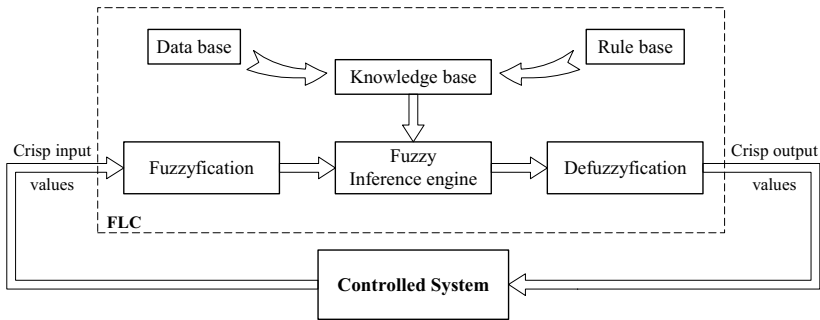 Data base
Rule base
Knowledge base
Crisp input
values
Fuzzyfication
Fuzzy
Inference engine
Defuzzyfication
Crisp output
values
FLC
Controlled System